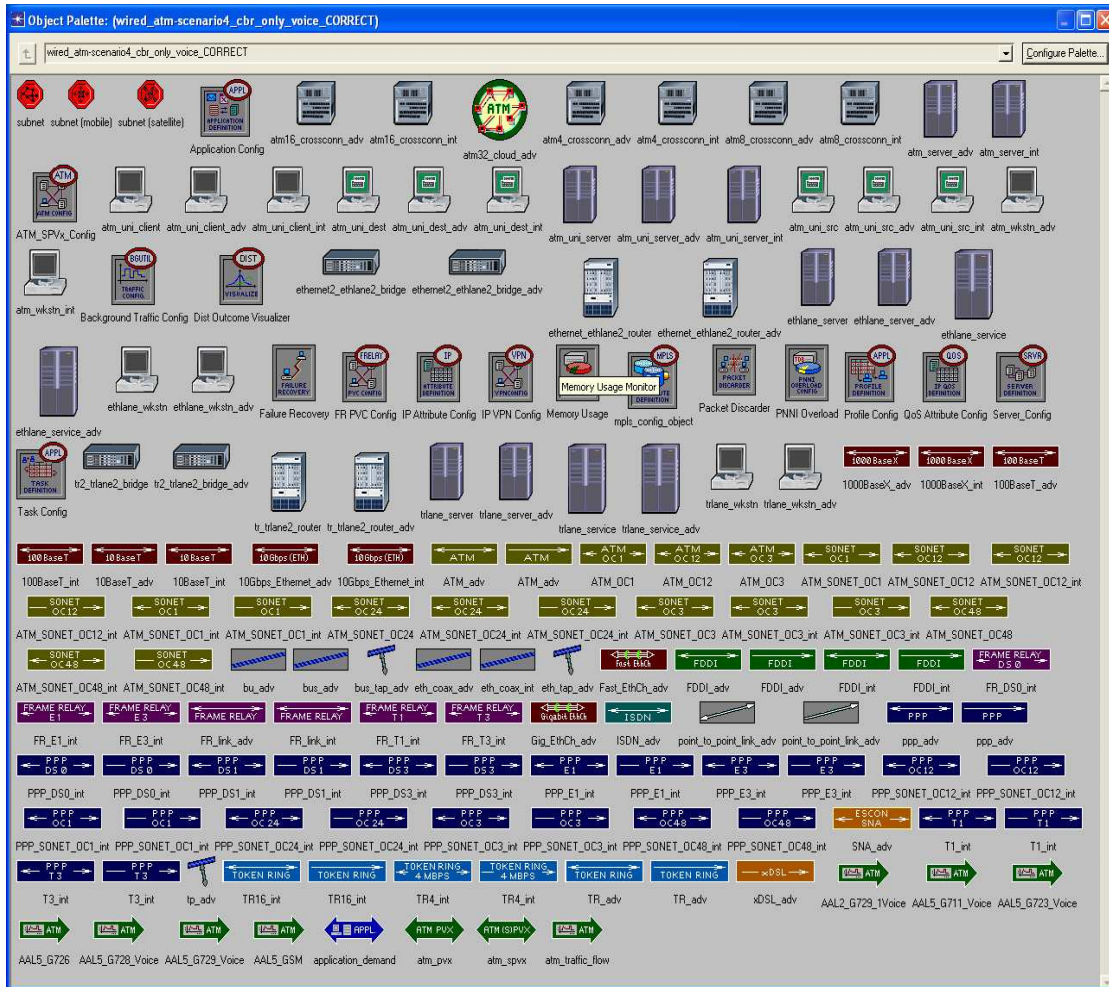 Object Palette: (wired_atm-scenario4_cbr_only_voice_CORRECT)
wired_atm-scenario4_cbr_only_voice_CORRECT Configure Palette...
subnet subnet (mobile) subnet (satellite) Application Config atm16_crossconn_adv atm16_crossconn_int atm32_cloud_adv atm4_crossconn_adv atm4_crossconn_int atm8_crossconn_adv atm8_crossconn_int atm_server_adv atm_server_int
ATM_SPVx_Config atm_uni_client atm_uni_client_adv atm_uni_client_int atm_uni_dest atm_uni_dest_adv atm_uni_dest_int atm_uni_server atm_uni_server_adv atm_uni_server_int atm_uni_src atm_uni_src_adv atm_uni_src_int atm_wkstn_adv
atm_wkstn_int Background Traffic Config Dist Outcome Visualizer ethernet2_ethlane2_bridge ethernet2_ethlane2_bridge_adv ethernet_ethlane2_router ethernet_ethlane2_router_adv ethlane_server ethlane_server_adv ethlane_service
Memory Usage Monitor
ethlane_service_adv ethlane_wkstn ethlane_wkstn_adv Failure Recovery FR PVC Config IP Attribute Config IP VPN Config Memory Usage mpls_config_object Packet Discarder PNNI Overload Profile Config QoS Attribute Config Server_Config
Task Config tr2_trlane2_bridge tr2_trlane2_bridge_adv tr_trlane2_router tr_trlane2_router_adv trlane_server trlane_server_adv trlane_service trlane_service_adv trlane_wkstn trlane_wkstn_adv 1000BaseX_adv 1000BaseX_int 100BaseT_adv
100BaseT_int 10BaseT_adv 10BaseT_int 10Gbps_Ethernet_adv 10Gbps_Ethernet_int ATM_adv ATM_adv ATM_OC1 ATM_OC12 ATM_OC3 ATM_SONET_OC1 ATM_SONET_OC12 ATM_SONET_OC12_int
ATM_SONET_OC12_int ATM_SONET_OC1_int ATM_SONET_OC1_int ATM_SONET_OC24 ATM_SONET_OC24_int ATM_SONET_OC24_int ATM_SONET_OC3 ATM_SONET_OC3_int ATM_SONET_OC3_int ATM_SONET_OC48
ATM_SONET_OC48_int ATM_SONET_OC48_int bu_adv bus_adv bus_tap_adv eth_coax_adv eth_coax_int eth_tap_adv Fast_EthCh_adv FDDI_adv FDDI_adv FDDI_int FDDI_int FR_DS0_int
FR_E1_int FR_E3_int FR_link_adv FR_link_int FR_T1_int FR_T3_int Gig_EthCh_adv ISDN_adv point_to_point_link_adv point_to_point_link_adv ppp_adv ppp_adv
PPP_DS0_int PPP_DS0_int PPP_DS1_int PPP_DS1_int PPP_DS3_int PPP_DS3_int PPP_E1_int PPP_E1_int PPP_E3_int PPP_E3_int PPP_SONET_OC12_int PPP_SONET_OC12_int
PPP_SONET_OC1_int PPP_SONET_OC1_int PPP_SONET_OC24_int PPP_SONET_OC24_int PPP_SONET_OC3_int PPP_SONET_OC3_int PPP_SONET_OC48_int PPP_SONET_OC48_int SNA_adv T1_int T1_int
T3_int T3_int tp_adv TR16_int TR16_int TR4_int TR4_int TR_adv TR_adv xDSL_adv AAL2_G729_1Voice AAL5_G711_Voice AAL5_G723_Voice
AAL5_G726 AAL5_G728_Voice AAL5_G729_Voice AAL5_GSM application_demand atm_pvx atm_spvx atm_traffic_flow